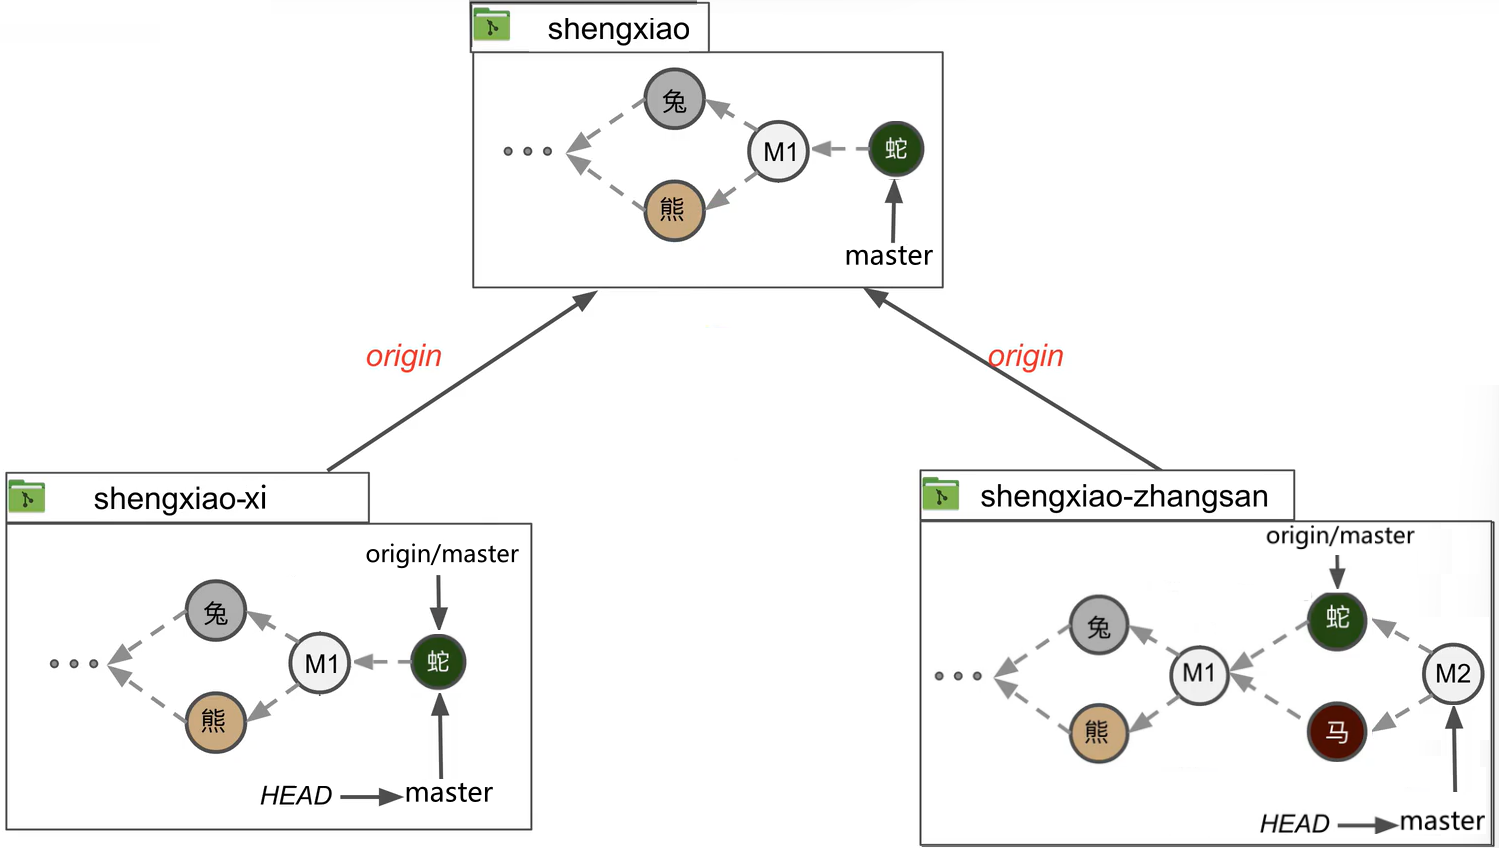 shengxiao
兔
M1
蛇
熊
master
origin
origin
shengxiao-xi
origin/master
兔
M1
蛇
熊
HEAD
master
shengxiao-zhangsan
origin/master
兔
蛇
M1
M2
熊
马
HEAD
master